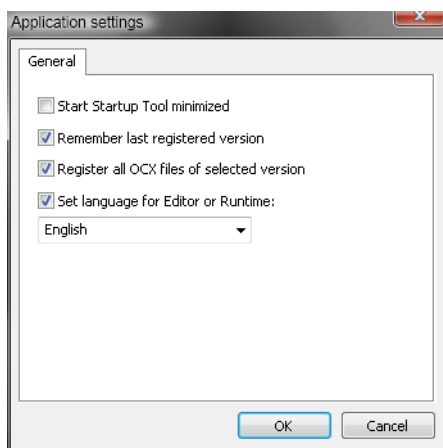 Application settings
General
Start Startup Tool minimized
Remember last registered version
Register all OCX files of selected version
Set language for Editor or Runtime:
English
OK
Cancel